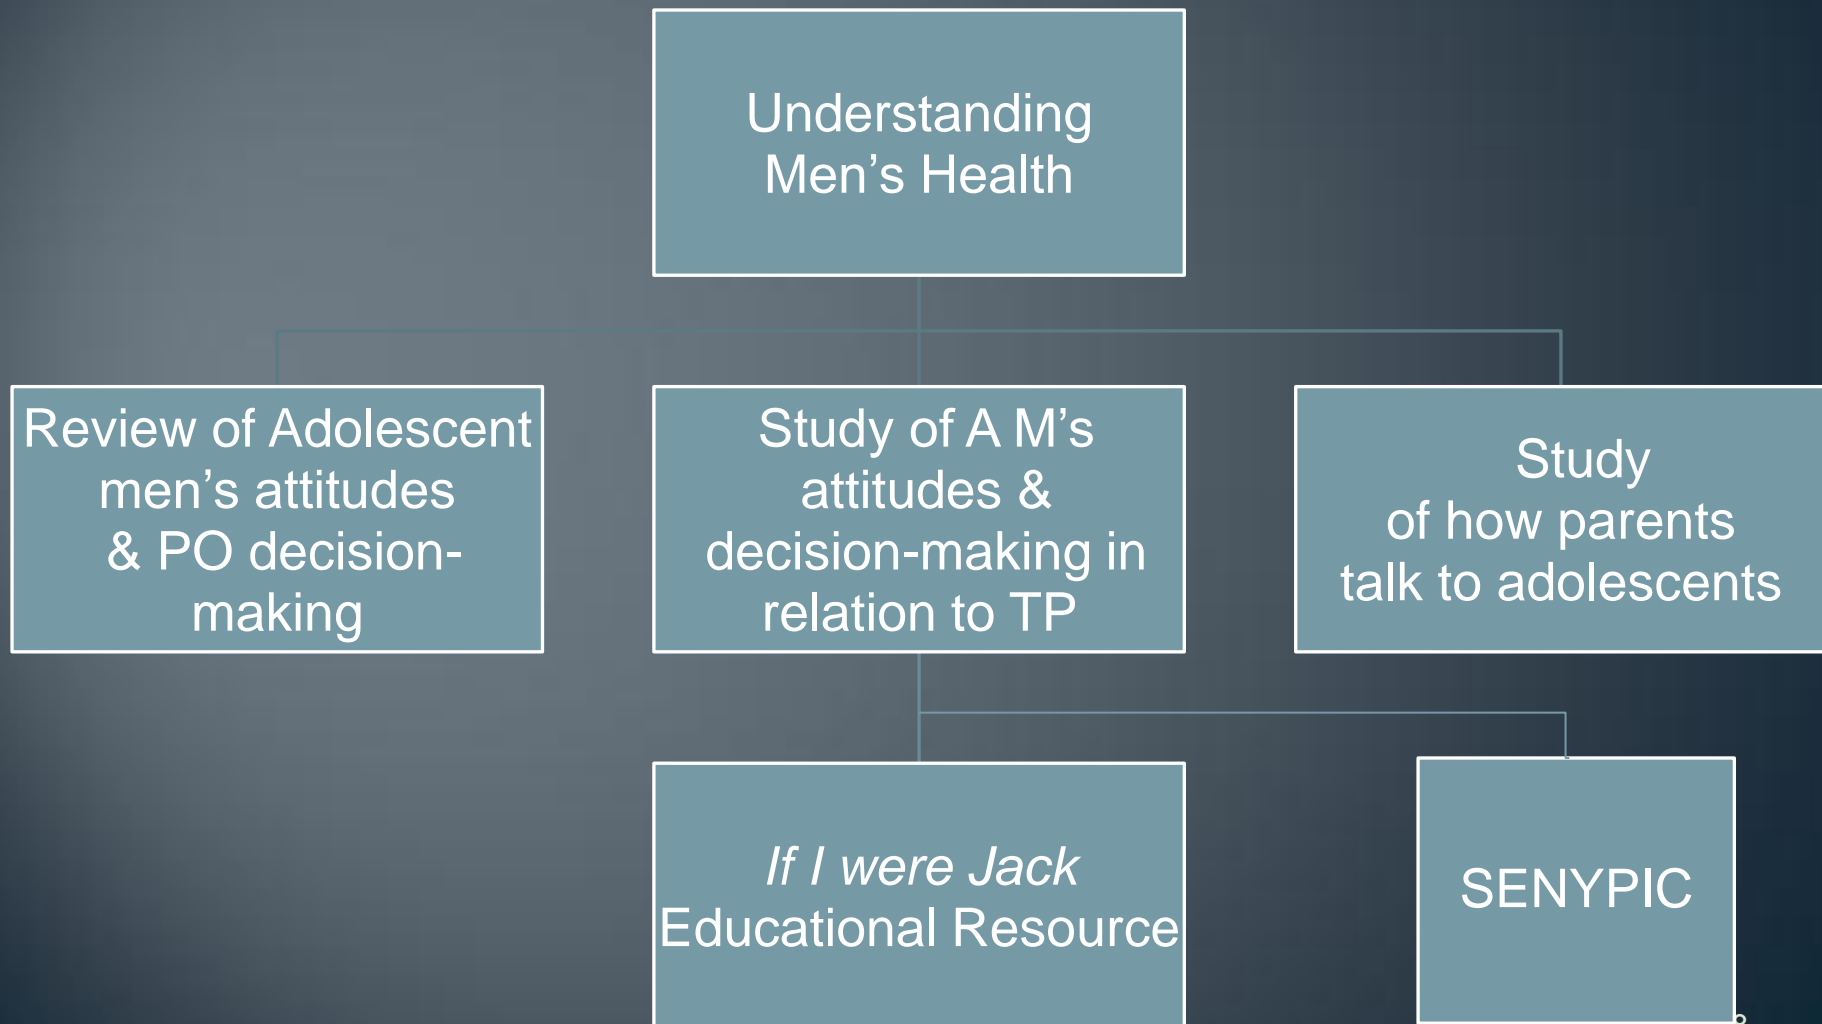 Understanding
Men’s Health
Review of Adolescent
men’s attitudes
& PO decision-
making
Study of A M’s
attitudes &
decision-making in
relation to TP
Study
of how parents
talk to adolescents
If I were Jack
Educational Resource
SENYPIC